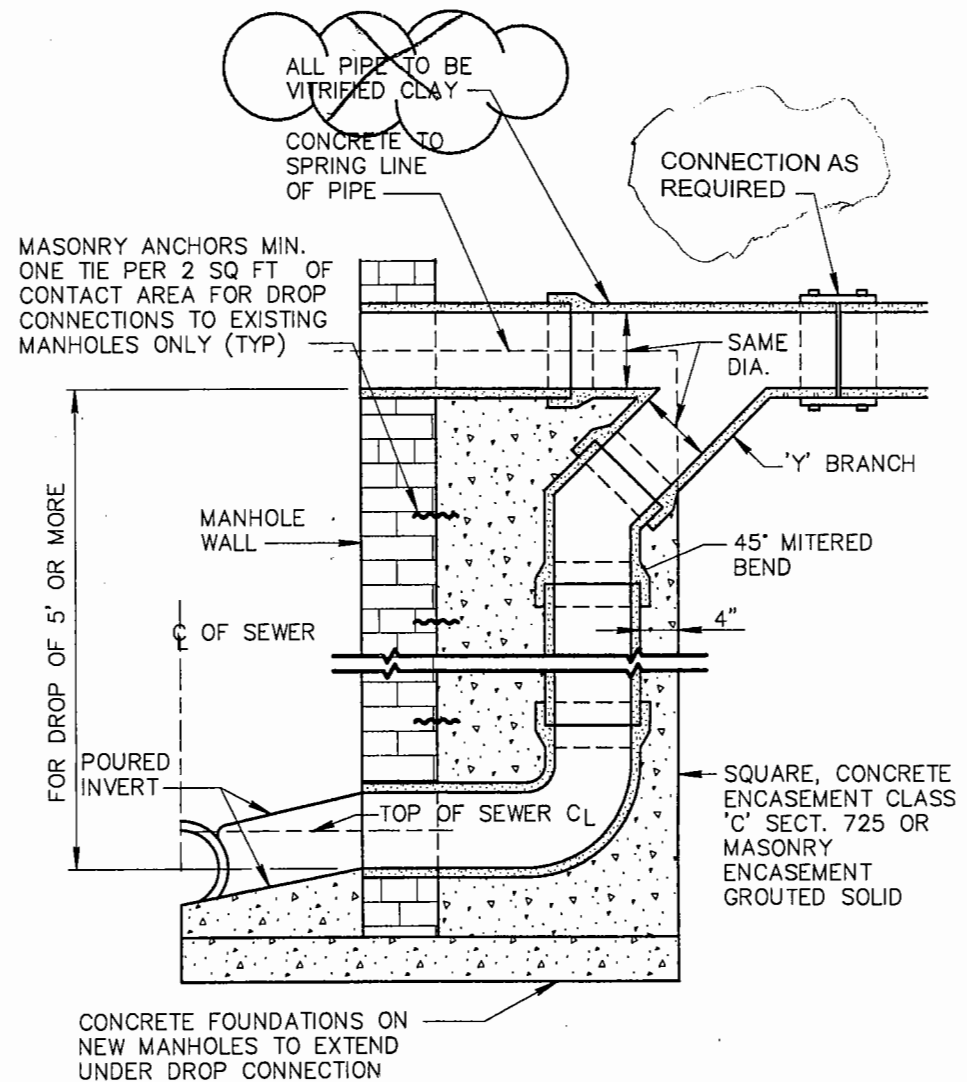 ALL PIPE TO BE
VITRIFIED CLAY
CONCRETE TO
SPRING LINE
OF PIPE
CONNECTION AS
REQUIRED
MASONRY ANCHORS MIN.
ONE TIE PER 2 SQ FT OF
CONTACT AREA FOR DROP
CONNECTIONS TO EXISTING
MANHOLES ONLY (TYP)
SAME
DIA.
'Y' BRANCH
MANHOLE
WALL
45° MITERED
BEND
FOR DROP OF 5' OR MORE
℄ OF SEWER
4"
POURED
INVERT
TOP OF SEWER CL
SQUARE, CONCRETE
ENCASEMENT CLASS
'C' SECT. 725 OR
MASONRY
ENCASEMENT
GROUTED SOLID
CONCRETE FOUNDATIONS ON
NEW MANHOLES TO EXTEND
UNDER DROP CONNECTION